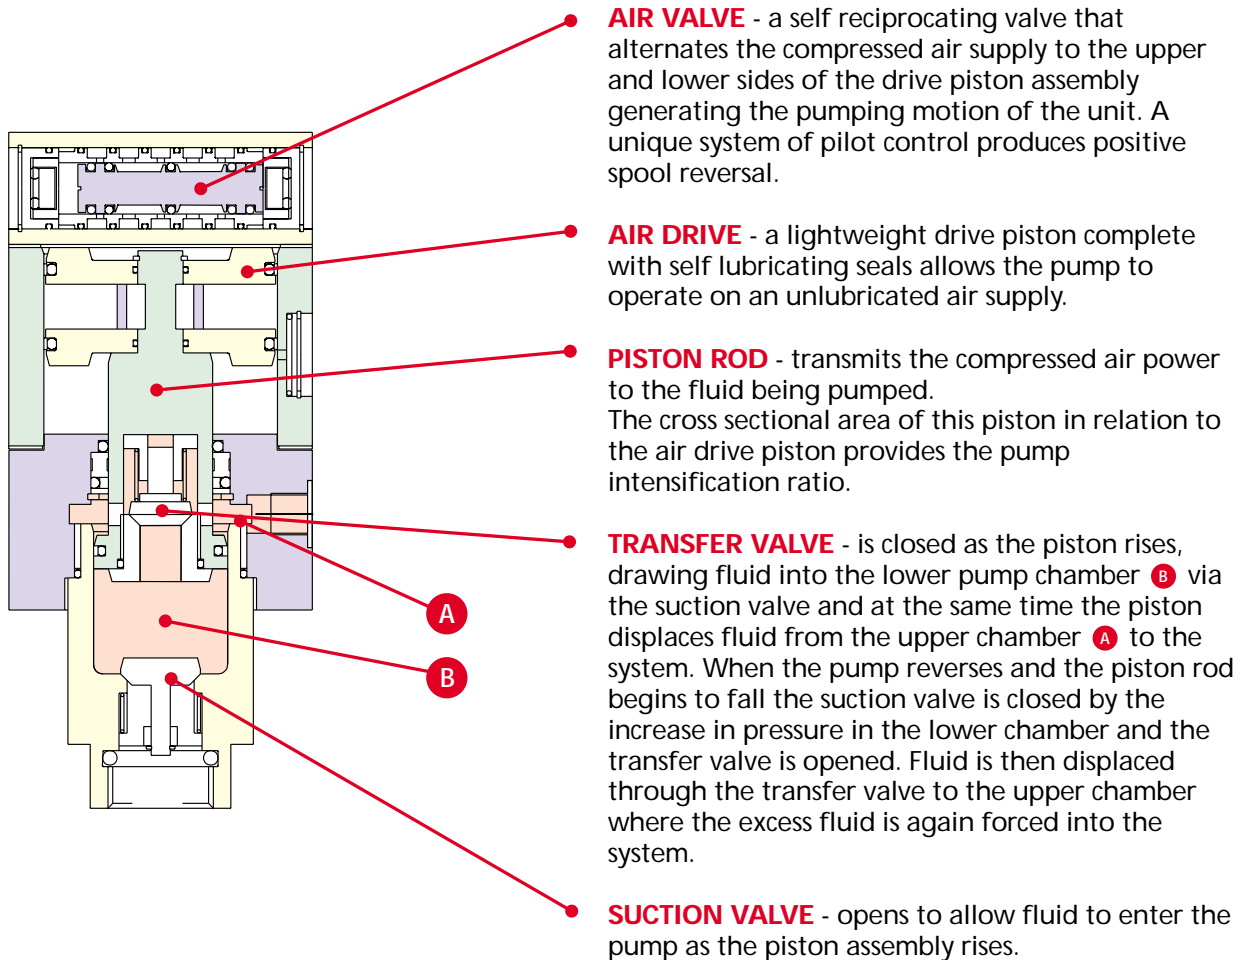 AIR VALVE - a self reciprocating valve that
alternates the compressed air supply to the upper
and lower sides of the drive piston assembly
generating the pumping motion of the unit. A
unique system of pilot control produces positive
spool reversal.
AIR DRIVE - a lightweight drive piston complete
with self lubricating seals allows the pump to
operate on an unlubricated air supply.
PISTON ROD - transmits the compressed air power
to the fluid being pumped.
The cross sectional area of this piston in relation to
the air drive piston provides the pump
intensification ratio.
TRANSFER VALVE - is closed as the piston rises,
drawing fluid into the lower pump chamber B via
the suction valve and at the same time the piston
displaces fluid from the upper chamber A to the
system. When the pump reverses and the piston rod
begins to fall the suction valve is closed by the
increase in pressure in the lower chamber and the
transfer valve is opened. Fluid is then displaced
through the transfer valve to the upper chamber
where the excess fluid is again forced into the
system.
SUCTION VALVE - opens to allow fluid to enter the
pump as the piston assembly rises.
A
B